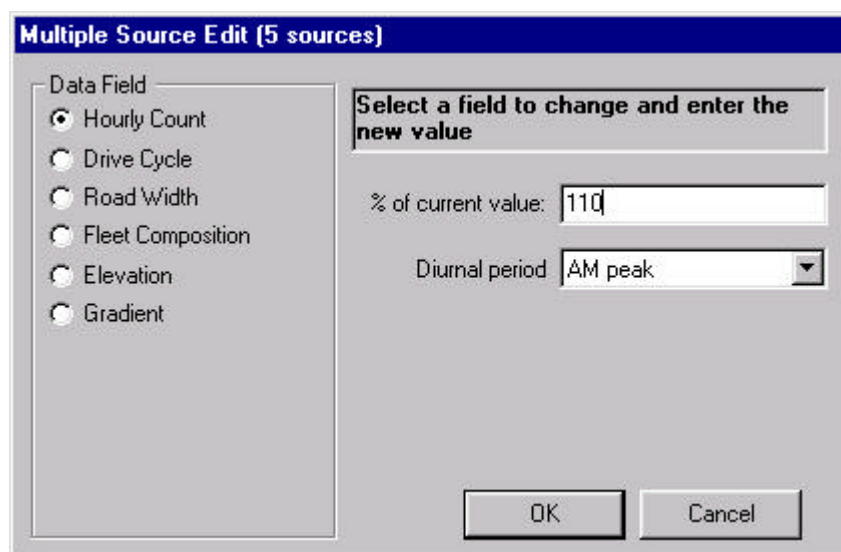 Multiple Source Edit (5 sources)
Data Field
Hourly Count
Drive Cycle
Road Width
Fleet Composition
Elevation
Gradient
Select a field to change and enter the
new value
% of current value: 110
Diurnal period AM peak
OK Cancel